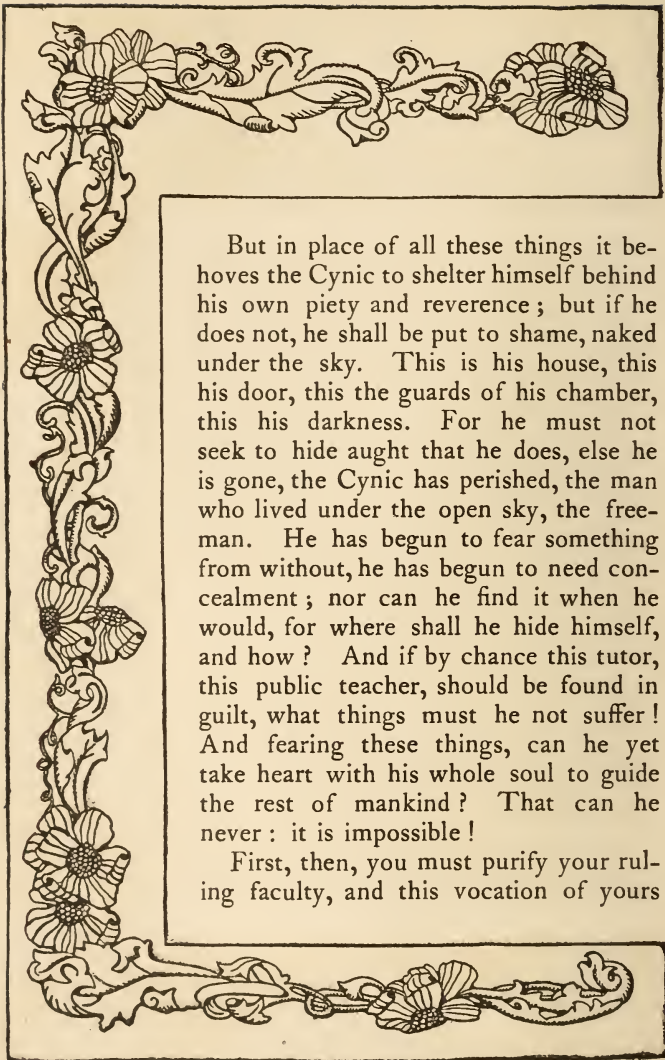 But in place of all these things it be-
hoves the Cynic to shelter himself behind
his own piety and reverence ; but if he
does not, he shall be put to shame, naked
under the sky. This is his house, this
his door, this the guards of his chamber,
this his darkness. For he must not
seek to hide aught that he does, else he
is gone, the Cynic has perished, the man
who lived under the open sky, the free-
man. He has begun to fear something
from without, he has begun to need con-
cealment ; nor can he find it when he
would, for where shall he hide himself,
and how ? And if by chance this tutor,
this public teacher, should be found in
guilt, what things must he not suffer !
And fearing these things, can he yet
take heart with his whole soul to guide
the rest of mankind ? That can he
never : it is impossible !
First, then, you must purify your rul-
ing faculty, and this vocation of yours